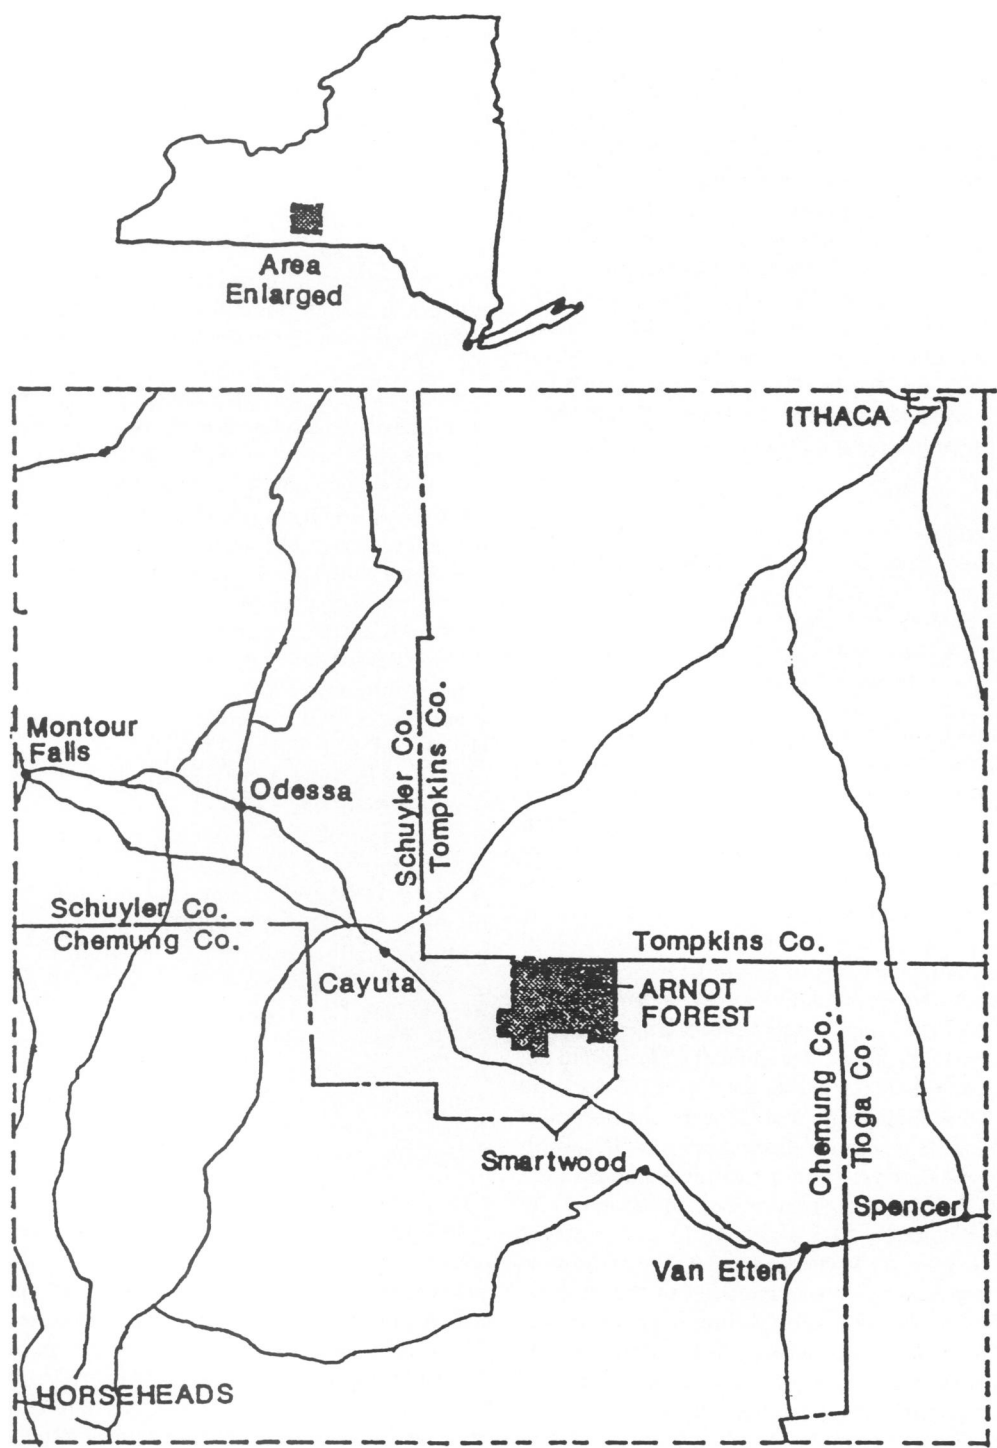 Area
Enlarged
ITHACA
Montour
Falls
Odessa
Schuyler Co.
Tompkins Co.
Schuyler Co.
Chemung Co.
Tompkins Co.
Cayuta
ARNOT
FOREST
Chemung Co.
Tioga Co.
Smartwood
Spencer
Van Etten
HORSEHEADS